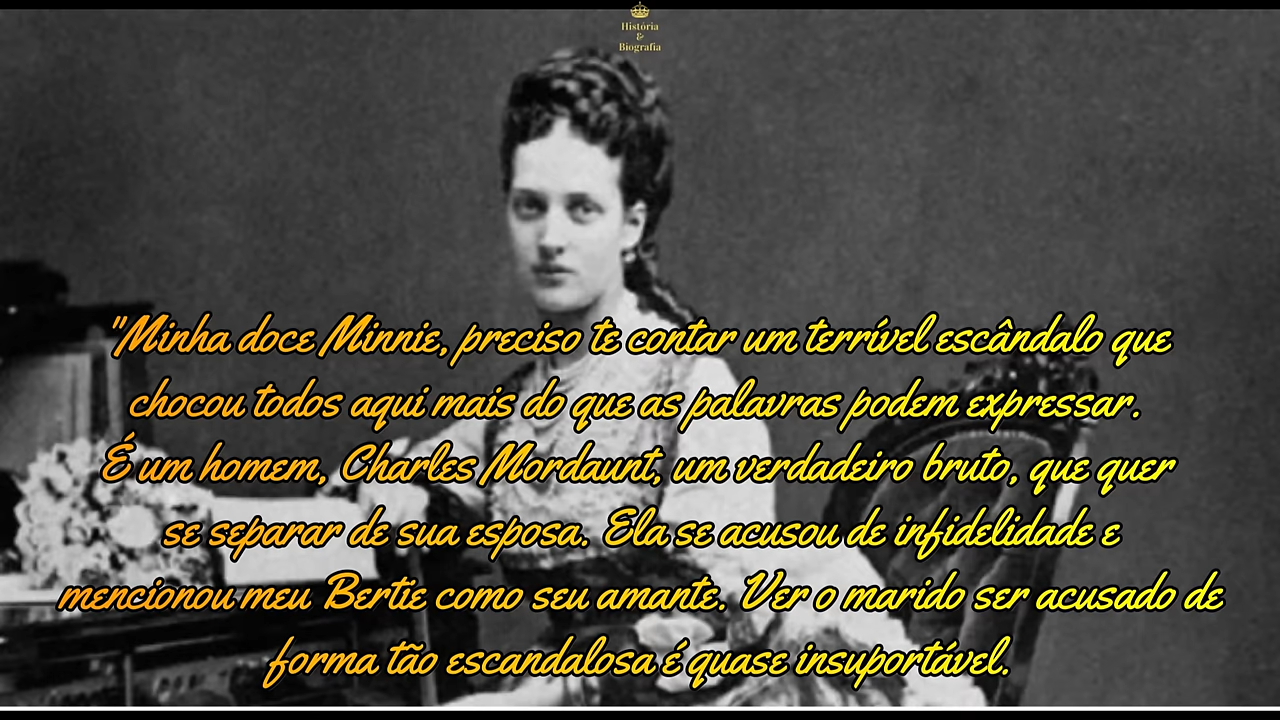 História
&
Biografia
"Minha doce Minnie, preciso te contar um terrível escândalo que
chocou todos aqui mais do que as palavras podem expressar.
É um homem, Charles Mordaunt, um verdadeiro bruto, que quer
se separar de sua esposa. Ela se acusou de infidelidade e
mencionou meu Bertie como seu amante. Ver o marido ser acusado de
forma tão escandalosa é quase insuportável.